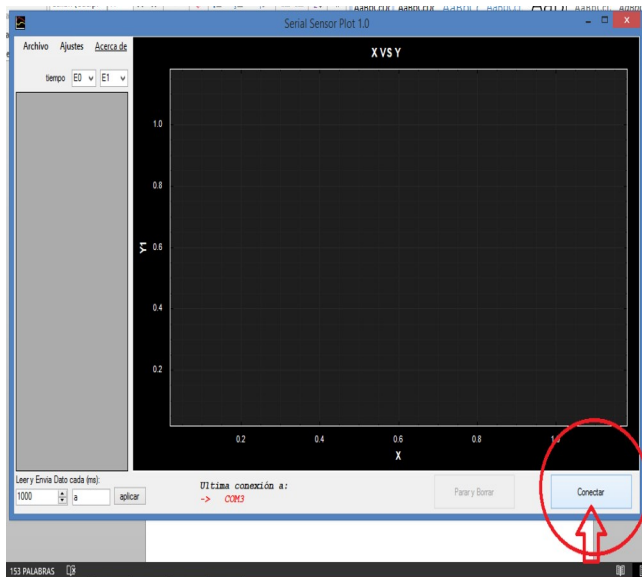 Serial Sensor Plot 1.0
Archivo Ajustes Acerca de
tiempo E0 E1
X VS Y
1.0
0.8
0.6
0.4
0.2
Y1
0.2 0.4 0.6 0.8
X
Leer y Envia Dato cada (ms):
1000 a aplicar
Ultima conexión a:
-> COM3
Parar y Borrar
Conectar
153 PALABRAS